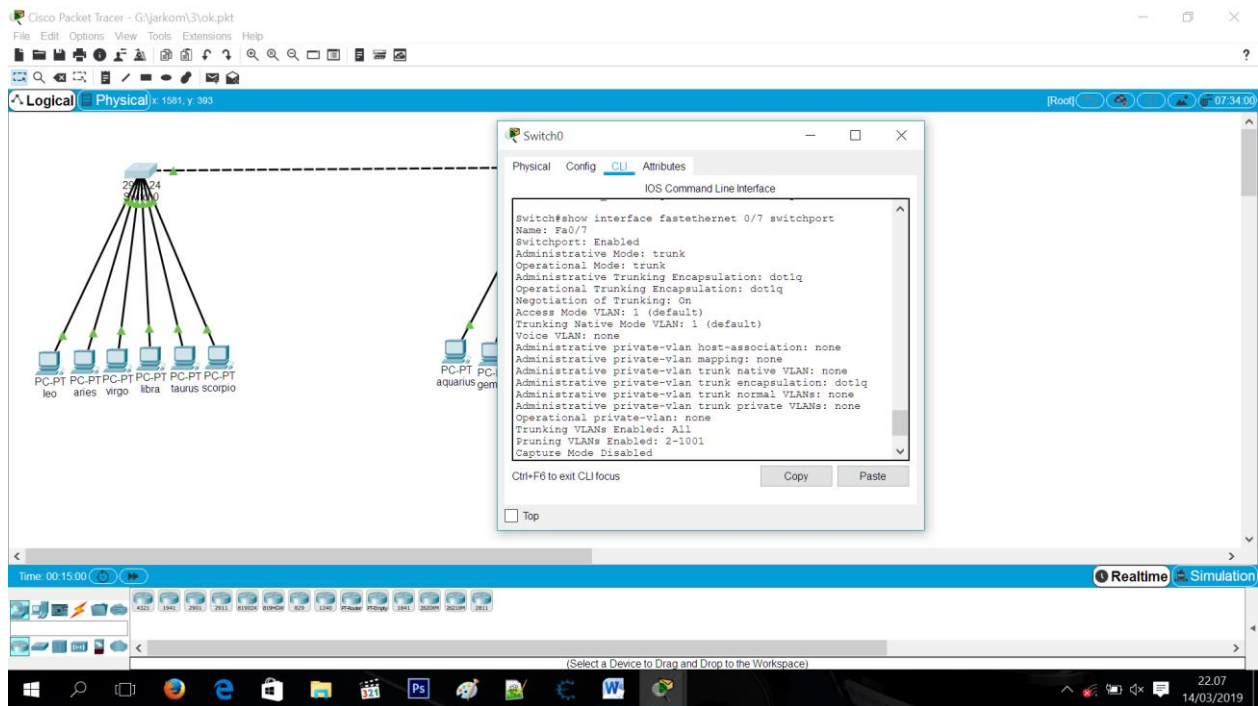 Cisco Packet Tracer - G:\jarkom\3\ok.pkt
File Edit Options View Tools Extensions Help
?
Logical Physical x: 1581, y: 393
[Root] 07:34:00
Switch0
Physical Config CLI Attributes
IOS Command Line Interface
Switch#show interface fastethernet 0/7 switchport
Name: Fa0/7
Switchport: Enabled
Administrative Mode: trunk
Operational Mode: trunk
Administrative Trunking Encapsulation: dot1q
Operational Trunking Encapsulation: dot1q
Negotiation of Trunking: On
Access Mode VLAN: 1 (default)
Trunking Native Mode VLAN: 1 (default)
Voice VLAN: none
Administrative private-vlan host-association: none
Administrative private-vlan mapping: none
Administrative private-vlan trunk native VLAN: none
Administrative private-vlan trunk encapsulation: dot1q
Administrative private-vlan trunk normal VLANs: none
Administrative private-vlan trunk private VLANs: none
Operational private-vlan: none
Trunking VLANs Enabled: All
Pruning VLANs Enabled: 2-1001
Capture Mode Disabled
Ctrl+F6 to exit CLI focus
Copy Paste
Top
PC-PT PC-PT PC-PT PC-PT PC-PT PC-PT
leo aries virgo libra taurus scorpio
PC-PT PC-
aquarius gem
Time: 00:15:00
Realtime Simulation
4321 1941 2901 2911 819IOX 819HGW 829 1240 PT-Router PT-Empty 1841 2620XM 2621XM 2811
(Select a Device to Drag and Drop to the Workspace)
321
Ps
22.07
14/03/2019